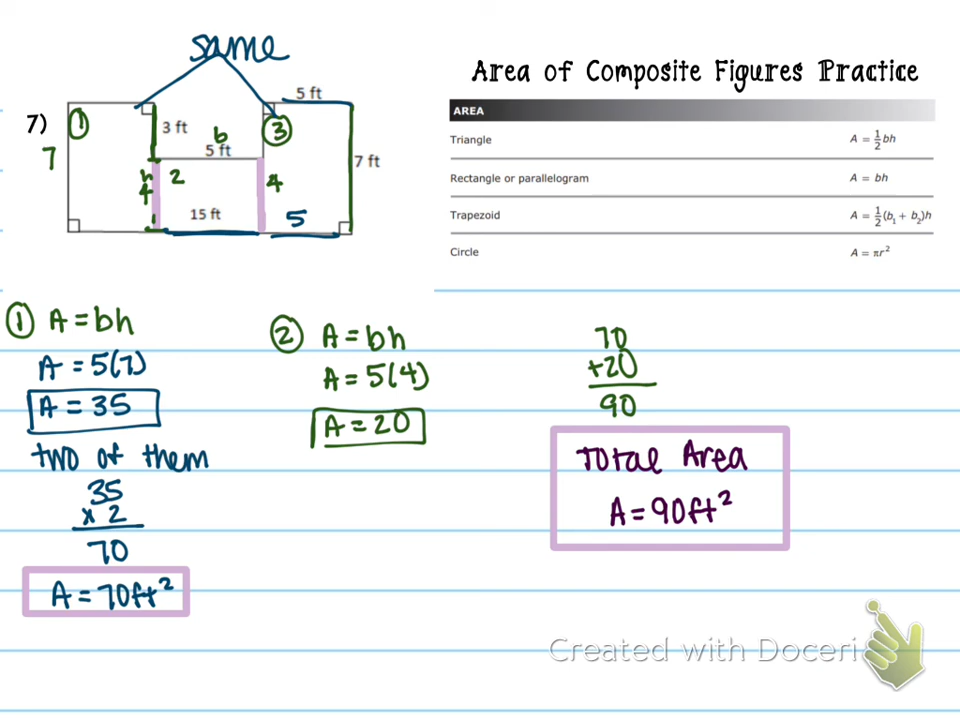 same
Area of Composite Figures Practice
7)
1
3 ft
b
5 ft
3
5 ft
7
7 ft
h
4
2
4
15 ft
5
AREA
Triangle A = 1/2 bh
Rectangle or parallelogram A = bh
Trapezoid A = 1/2 (b1 + b2)h
Circle A = πr²
1 A = bh
A = 5(7)
A = 35
two of them
35
x 2
70
A = 70ft²
2 A = bh
A = 5(4)
A = 20
70
+20
90
Total Area
A = 90ft²
Created with Doceri